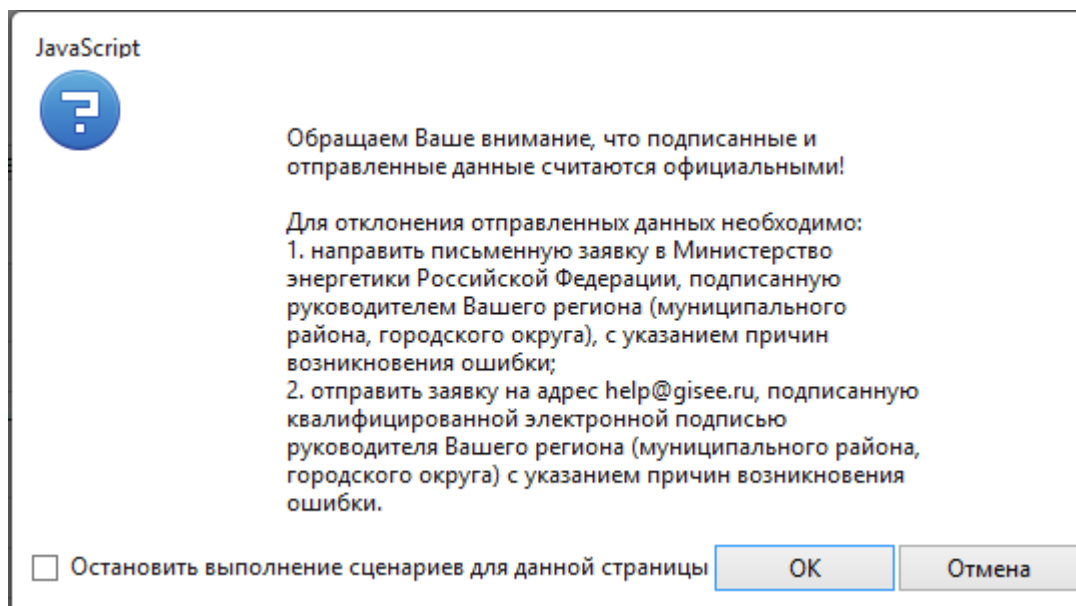 JavaScript
Обращаем Ваше внимание, что подписанные и
отправленные данные считаются официальными!
Для отклонения отправленных данных необходимо:
1. направить письменную заявку в Министерство
энергетики Российской Федерации, подписанную
руководителем Вашего региона (муниципального
района, городского округа), с указанием причин
возникновения ошибки;
2. отправить заявку на адрес help@gisee.ru, подписанную
квалифицированной электронной подписью
руководителя Вашего региона (муниципального района,
городского округа) с указанием причин возникновения
ошибки.
Остановить выполнение сценариев для данной страницы OK Отмена